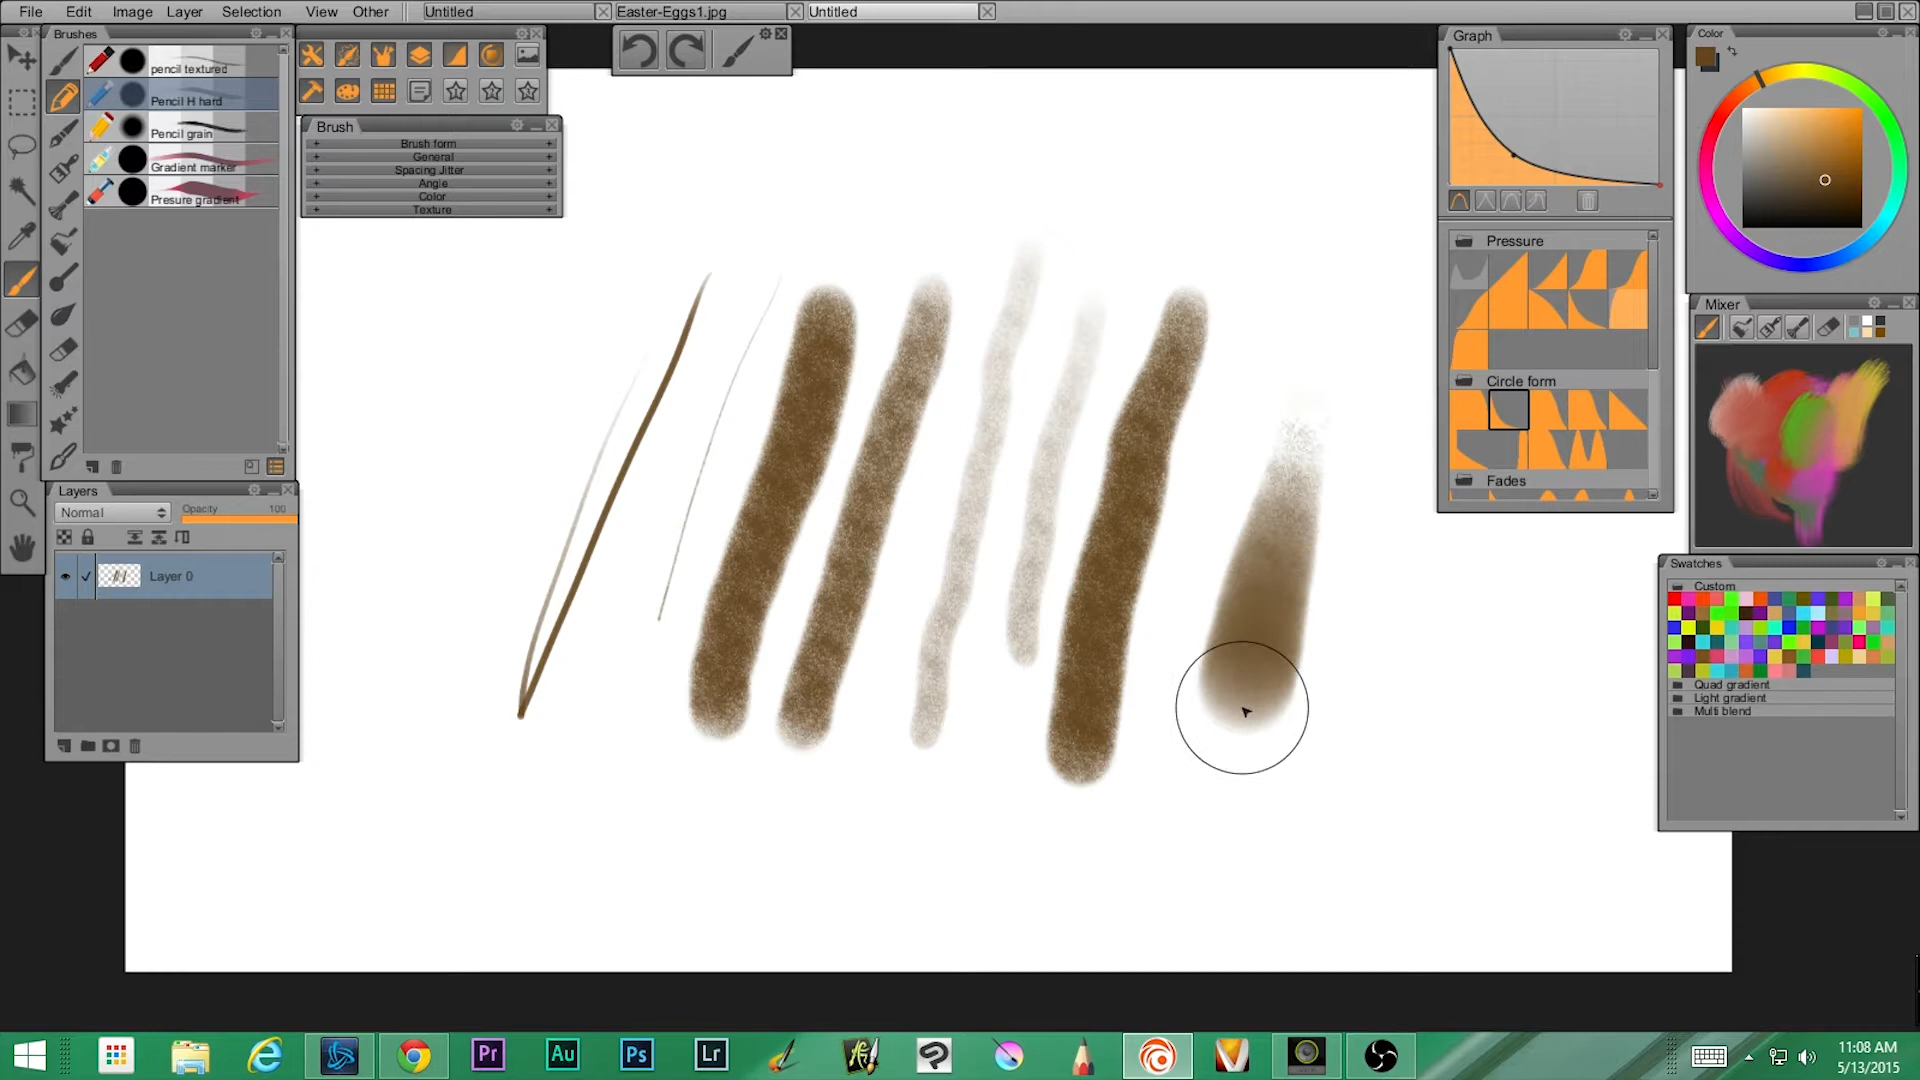 File Edit Image Layer Selection View Other Untitled Easter-Eggs1.jpg Untitled
Brushes
pencil textured
Pencil H hard
Pencil grain
Gradient marker
Presure gradient
Brush
+ Brush form +
+ General +
+ Spacing Jitter +
+ Angle +
+ Color +
+ Texture +
Layers
Normal
Opacity 100
Layer 0
Graph
Pressure
Circle form
Fades
Color
Mixer
Swatches
Custom
Quad gradient
Light gradient
Multi blend
1 2 3
Pr Au Ps Lr
11:08 AM
5/13/2015